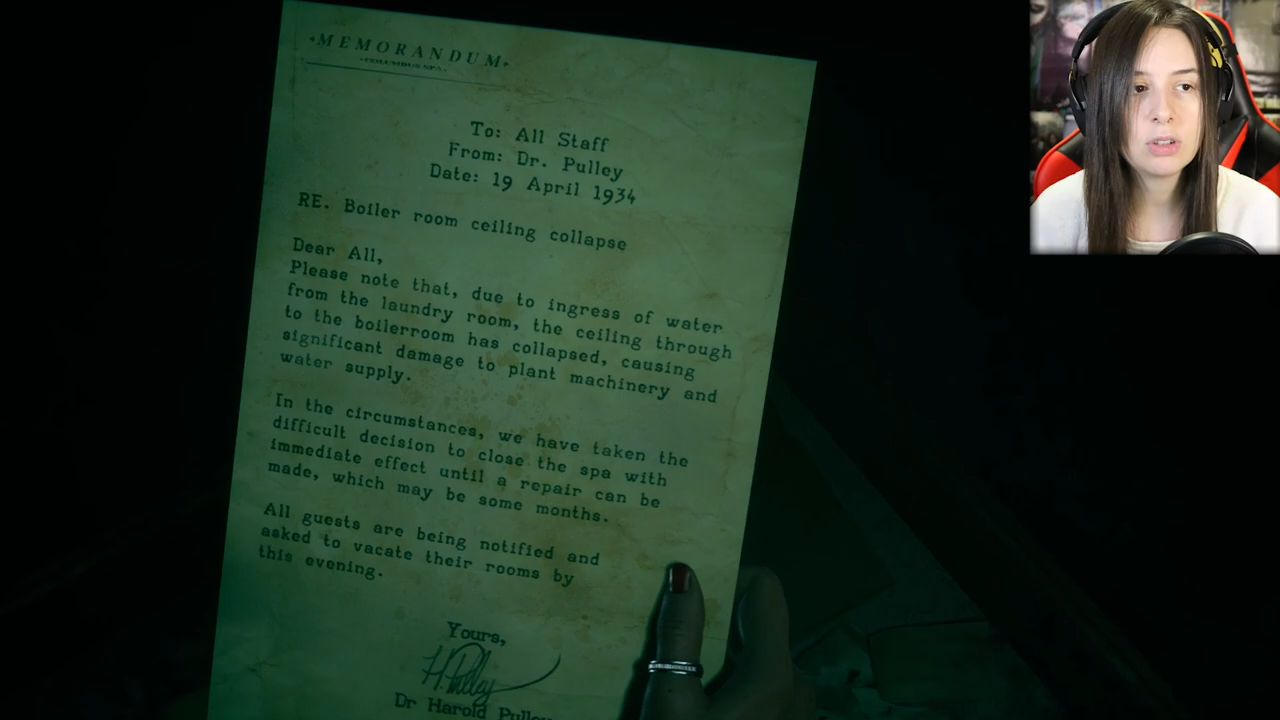 MEMORANDUM
COLUMBUS SPA
To: All Staff
From: Dr. Pulley
Date: 19 April 1934
RE. Boiler room ceiling collapse
Dear All,
Please note that, due to ingress of water
from the laundry room, the ceiling through
to the boilerroom has collapsed, causing
significant damage to plant machinery and
water supply.
In the circumstances, we have taken the
difficult decision to close the spa with
immediate effect until a repair can be
made, which may be some months.
All guests are being notified and
asked to vacate their rooms by
this evening.
Yours,
H.Pulley
Dr Harold Pulley